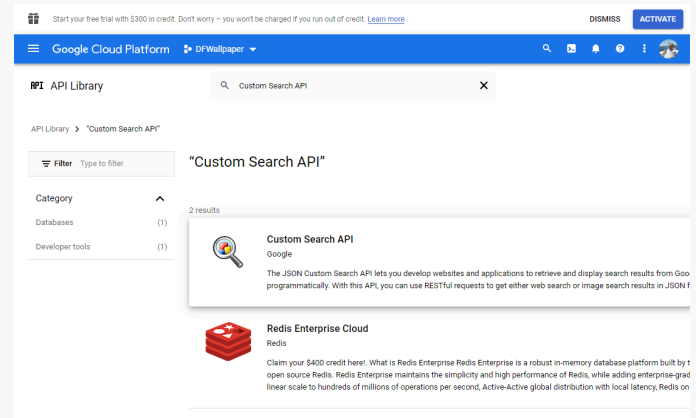 Start your free trial with $300 in credit. Don't worry – you won't be charged if you run out of credit. Learn more
DISMISS
ACTIVATE
Google Cloud Platform
DFWallpaper
API API Library
Custom Search API
API Library > "Custom Search API"
Filter Type to filter
"Custom Search API"
Category
2 results
Databases (1)
Developer tools (1)
Custom Search API
Google
The JSON Custom Search API lets you develop websites and applications to retrieve and display search results from Goo
programmatically. With this API, you can use RESTful requests to get either web search or image search results in JSON f
Redis Enterprise Cloud
Redis
Claim your $400 credit here!. What is Redis Enterprise Redis Enterprise is a robust in-memory database platform built by t
open source Redis. Redis Enterprise maintains the simplicity and high performance of Redis, while adding enterprise-grad
linear scale to hundreds of millions of operations per second, Active-Active global distribution with local latency, Redis on